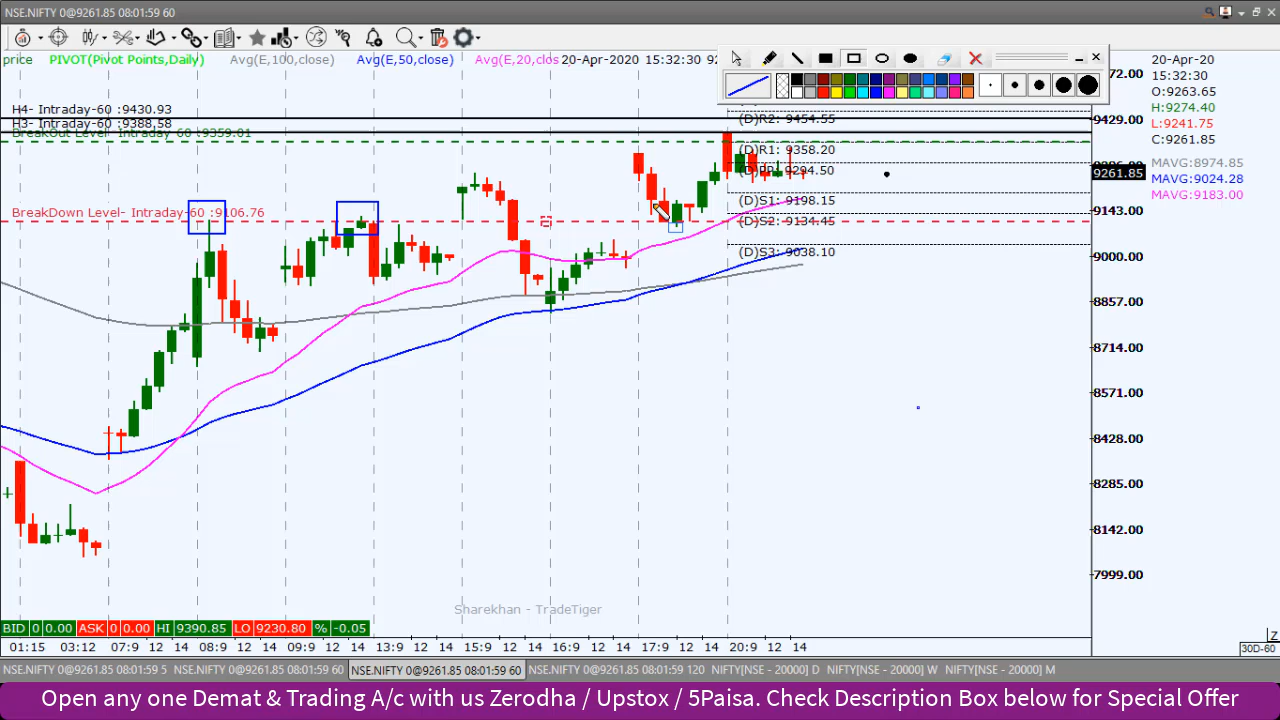 NSE.NIFTY 0@9261.85 08:01:59 60
price PIVOT(Pivot Points,Daily) Avg(E,100,close) Avg(E,50,close) Avg(E,20,clos 20-Apr-2020 15:32:30
20-Apr-20
15:32:30
O:9263.65
H:9274.40
L:9241.75
C:9261.85
MAVG:8974.85
MAVG:9024.28
MAVG:9183.00
H4- Intraday-60 :9430.93
H3- Intraday-60 :9388.58
BreakOut Level- Intraday-60 :9359.01
BreakDown Level- Intraday-60 :9106.76
(D)R2: 9454.55
(D)R1: 9358.20
(D)PP: 9294.50
(D)S1: 9198.15
(D)S2: 9134.45
(D)S3: 9038.10
9429.00
9261.85
9143.00
9000.00
8857.00
8714.00
8571.00
8428.00
8285.00
8142.00
7999.00
Sharekhan - TradeTiger
BID 0 0.00 ASK 0 0.00 HI 9390.85 LO 9230.80 % -0.05
01:15 03:12 07:9 12 14 08:9 12 14 09:9 12 14 13:9 12 14 15:9 12 14 16:9 12 14 17:9 12 14 20:9 12 14
Z
30D-60
NSE.NIFTY 0@9261.85 08:01:59 5 NSE.NIFTY 0@9261.85 08:01:59 60 NSE.NIFTY 0@9261.85 08:01:59 60 NSE.NIFTY 0@9261.85 08:01:59 120 NIFTY[NSE - 20000] D NIFTY[NSE - 20000] W NIFTY[NSE - 20000] M
Open any one Demat & Trading A/c with us Zerodha / Upstox / 5Paisa. Check Description Box below for Special Offer